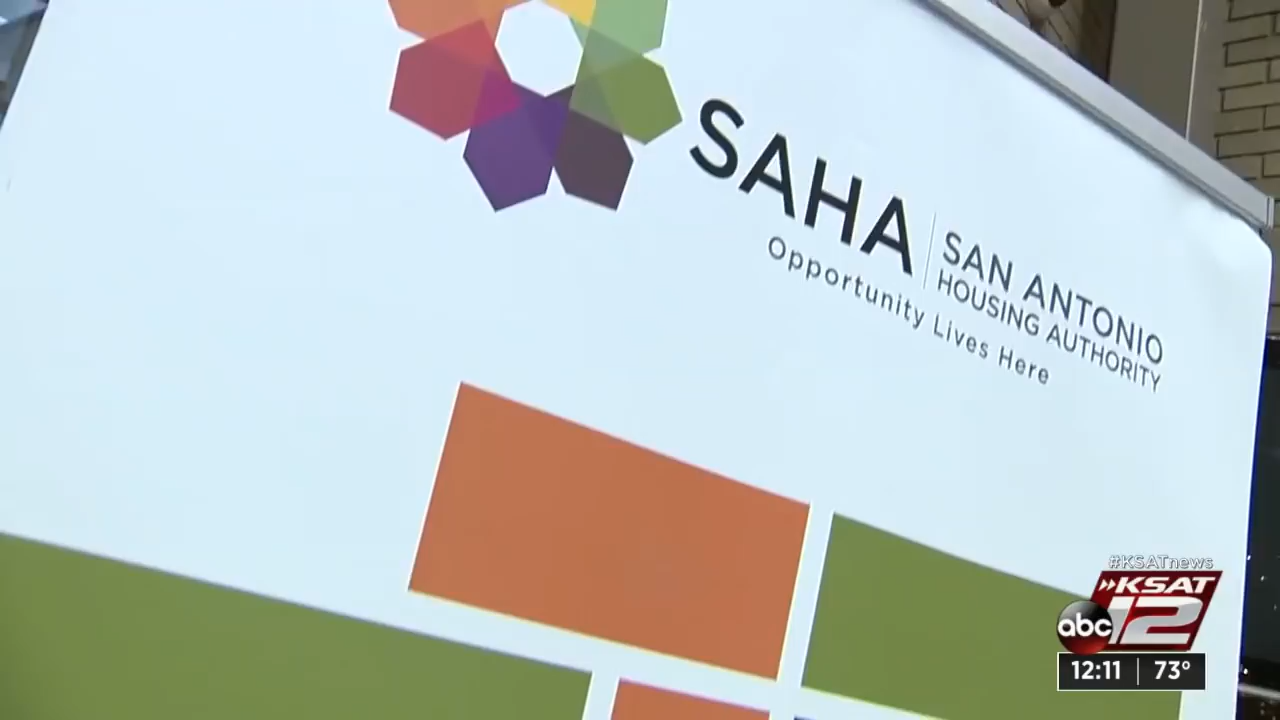 SAHA
SAN ANTONIO
HOUSING AUTHORITY
Opportunity Lives Here
#KSATnews
KSAT
abc 12
12:11 73°